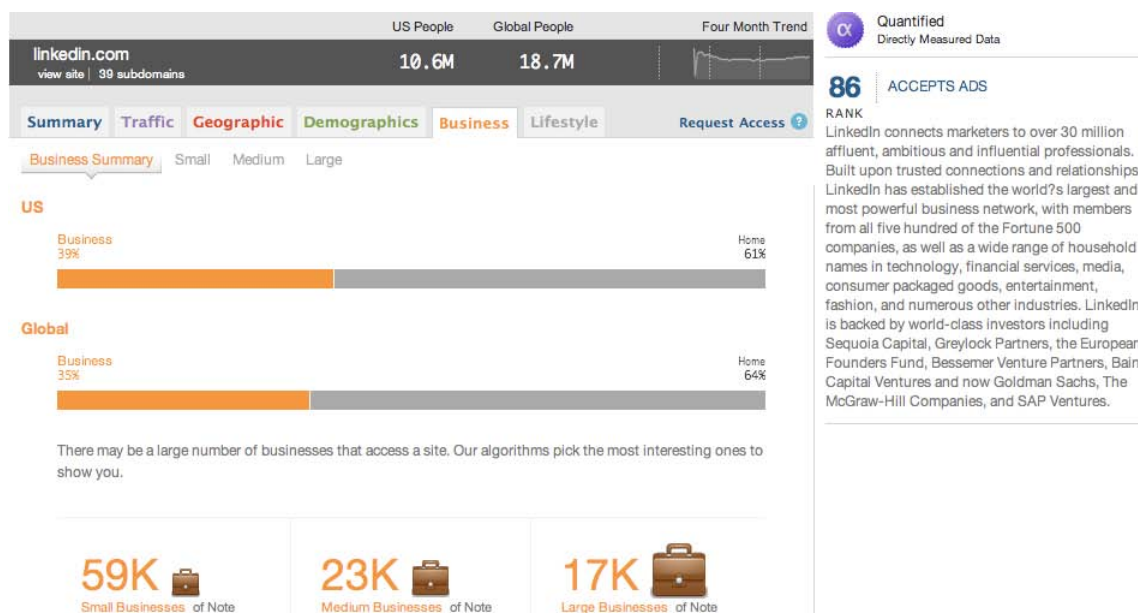 US People Global People Four Month Trend
linkedin.com 10.6M 18.7M
view site | 39 subdomains
Summary Traffic Geographic Demographics Business Lifestyle Request Access ?
Business Summary Small Medium Large
US
Business Home
39% 61%
Global
Business Home
35% 64%
There may be a large number of businesses that access a site. Our algorithms pick the most interesting ones to
show you.
59K 23K 17K
Small Businesses of Note Medium Businesses of Note Large Businesses of Note
α Quantified
Directly Measured Data
86 ACCEPTS ADS
RANK
LinkedIn connects marketers to over 30 million
affluent, ambitious and influential professionals.
Built upon trusted connections and relationships
LinkedIn has established the world?s largest and
most powerful business network, with members
from all five hundred of the Fortune 500
companies, as well as a wide range of household
names in technology, financial services, media,
consumer packaged goods, entertainment,
fashion, and numerous other industries. LinkedIn
is backed by world-class investors including
Sequoia Capital, Greylock Partners, the European
Founders Fund, Bessemer Venture Partners, Bain
Capital Ventures and now Goldman Sachs, The
McGraw-Hill Companies, and SAP Ventures.